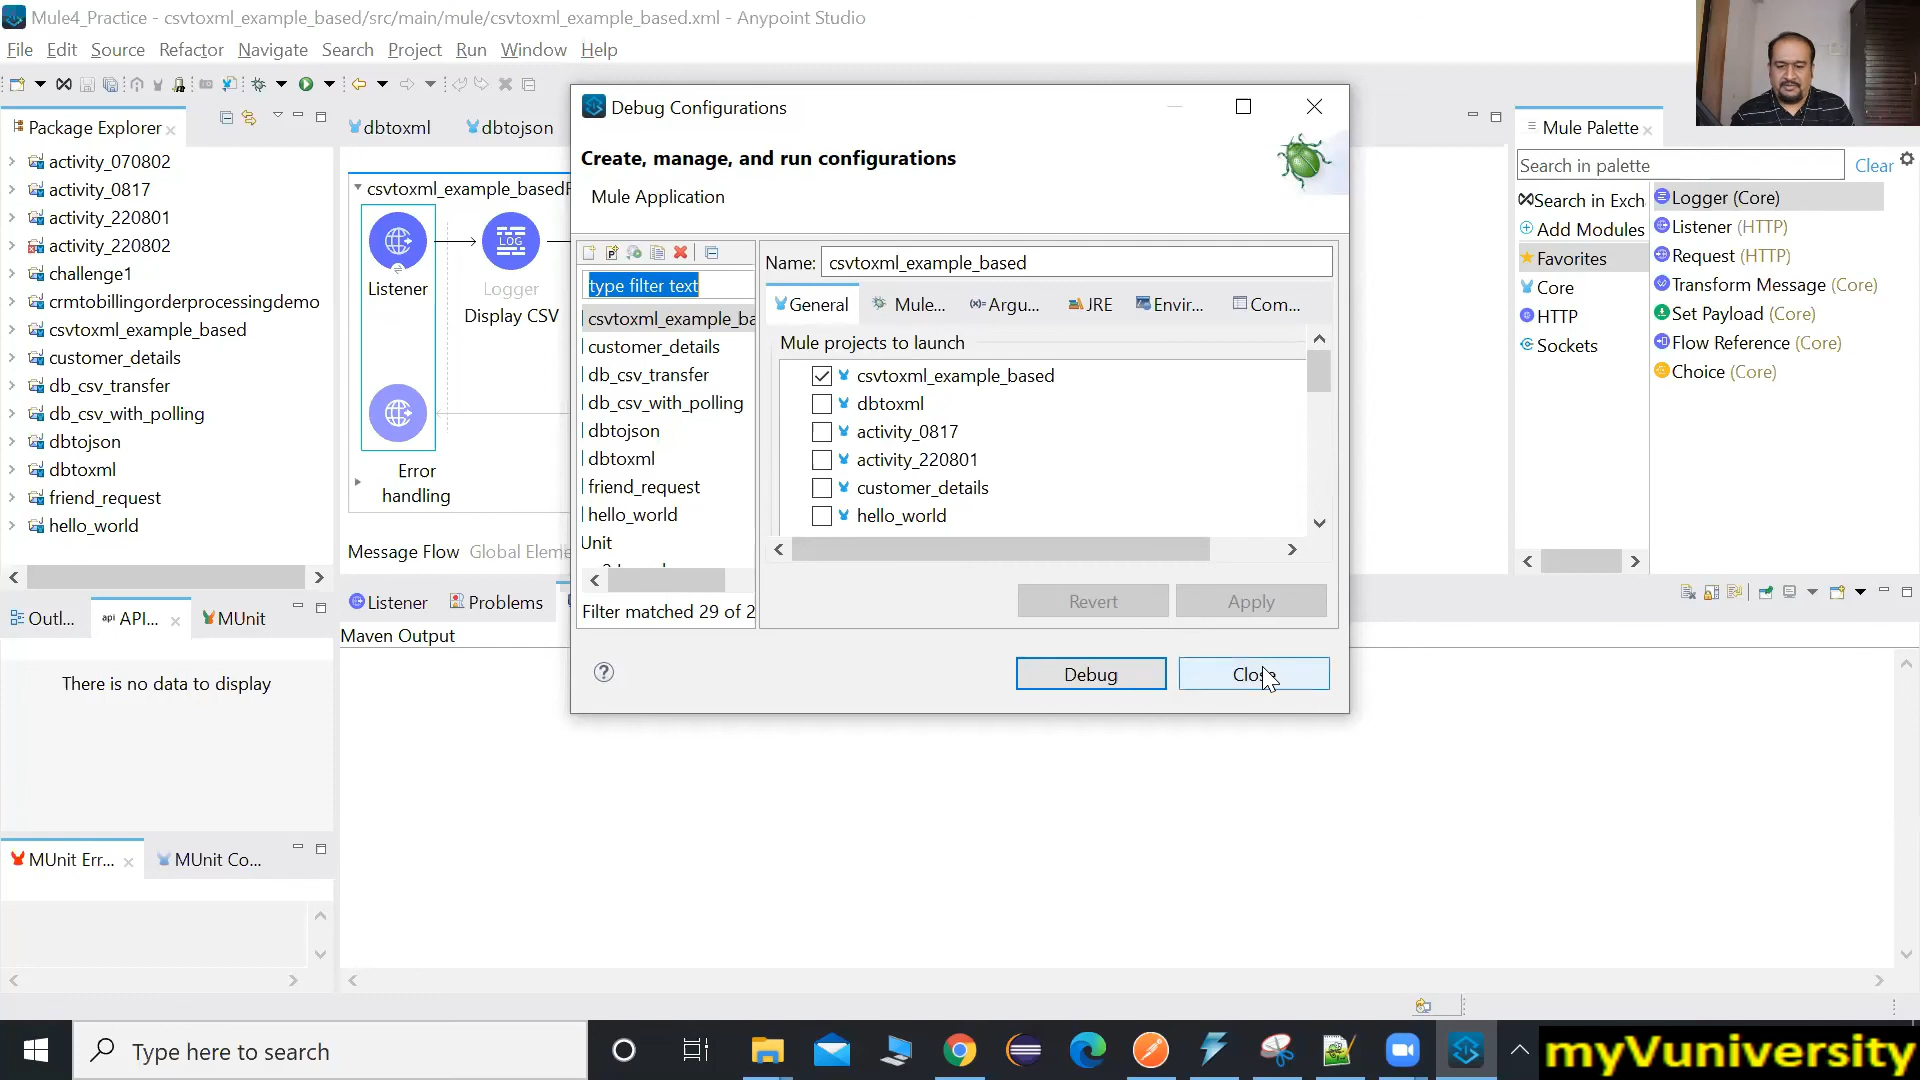 Mule4_Practice - csvtoxml_example_based/src/main/mule/csvtoxml_example_based.xml - Anypoint Studio
File Edit Source Refactor Navigate Search Project Run Window Help
Package Explorer
activity_070802
activity_0817
activity_220801
activity_220802
challenge1
crmtobillingorderprocessingdemo
csvtoxml_example_based
customer_details
db_csv_transfer
db_csv_with_polling
dbtojson
dbtoxml
friend_request
hello_world
dbtoxml dbtojson
csvtoxml_example_basedF
Listener
LOG
Logger
Display CSV
Error
handling
Message Flow Global Eleme
Debug Configurations
Create, manage, and run configurations
Mule Application
type filter text
csvtoxml_example_ba
customer_details
db_csv_transfer
db_csv_with_polling
dbtojson
dbtoxml
friend_request
hello_world
Unit
Filter matched 29 of 2
Name: csvtoxml_example_based
General Mule... Argu... JRE Envir... Com...
Mule projects to launch
csvtoxml_example_based
dbtoxml
activity_0817
activity_220801
customer_details
hello_world
Revert Apply
Debug Close
Mule Palette
Search in palette Clear
Search in Exch
Add Modules
Favorites
Core
HTTP
Sockets
Logger (Core)
Listener (HTTP)
Request (HTTP)
Transform Message (Core)
Set Payload (Core)
Flow Reference (Core)
Choice (Core)
Outl... api API... MUnit
There is no data to display
MUnit Err... MUnit Co...
Listener Problems
Maven Output
Type here to search
myVuniversity